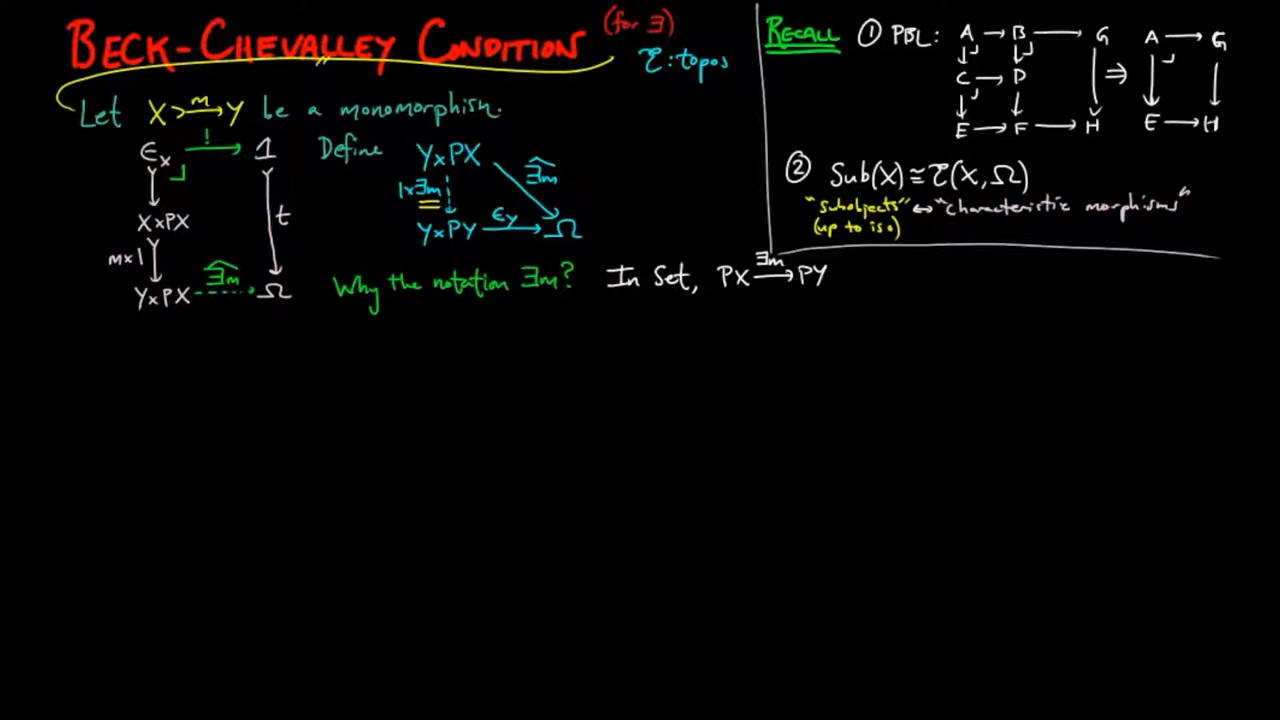 BECK-CHEVALLEY CONDITION (for ∃)
ℰ: topos
Let X >—m→ Y be a monomorphism.
∈x —!→ 1
X×PX
t
m×1
Y×PX ∃̂m Ω
Define
Y×PX ∃̂m
1×∃m
Y×PY —∈Y→ Ω
Why the notation ∃m? In Set, PX —∃m→ PY
RECALL ① PBL:
A → B → G
C → D
E → F → H
⇒
A → G
E → H
② Sub(X) ≅ ℰ(X, Ω)
"subobjects" ↔ "characteristic morphisms"
(up to iso)